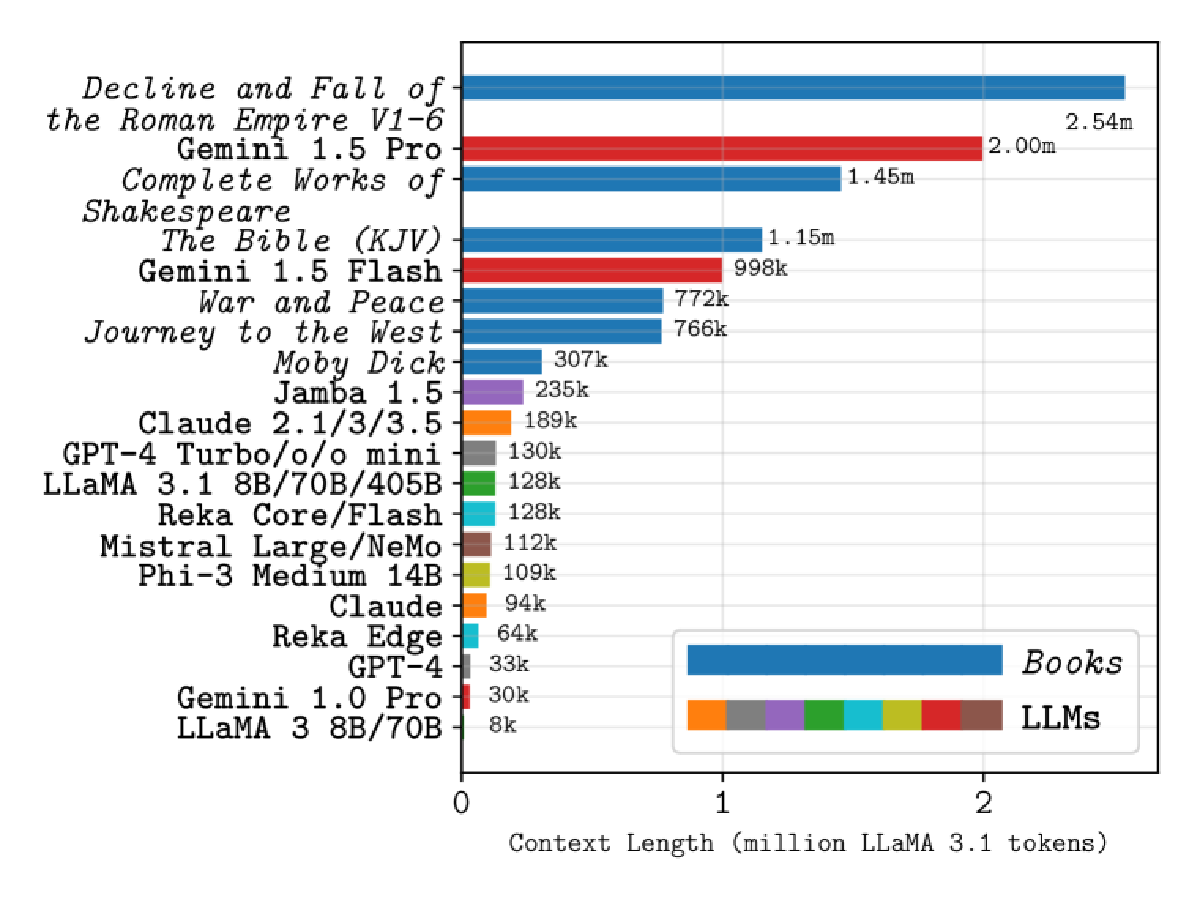 Decline and Fall of
the Roman Empire V1-6
2.54m
Gemini 1.5 Pro
2.00m
Complete Works of
Shakespeare
1.45m
The Bible (KJV)
1.15m
Gemini 1.5 Flash
998k
War and Peace
772k
Journey to the West
766k
Moby Dick
307k
Jamba 1.5
235k
Claude 2.1/3/3.5
189k
GPT-4 Turbo/o/o mini
130k
LLaMA 3.1 8B/70B/405B
128k
Reka Core/Flash
128k
Mistral Large/NeMo
112k
Phi-3 Medium 14B
109k
Claude
94k
Reka Edge
64k
GPT-4
33k
Gemini 1.0 Pro
30k
LLaMA 3 8B/70B
8k
Books
LLMs
0 1 2
Context Length (million LLaMA 3.1 tokens)